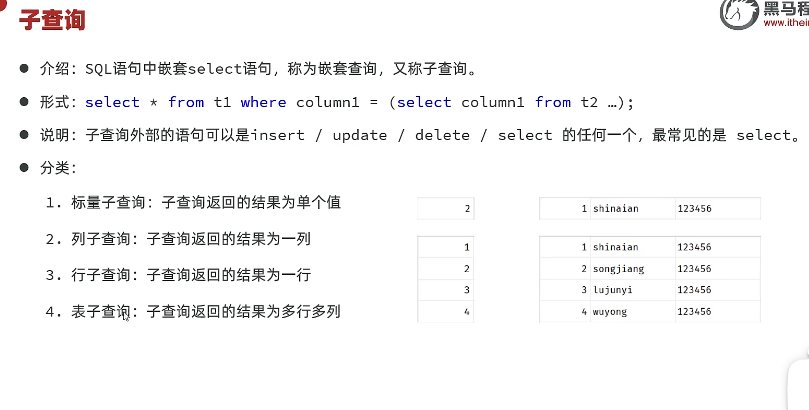 子查询
黑马程
www.itheim
介绍：SQL语句中嵌套select语句，称为嵌套查询，又称子查询。
形式：select * from t1 where column1 = (select column1 from t2 …);
说明：子查询外部的语句可以是insert / update / delete / select 的任何一个，最常见的是 select。
分类：
1. 标量子查询：子查询返回的结果为单个值
2. 列子查询：子查询返回的结果为一列
3. 行子查询：子查询返回的结果为一行
4. 表子查询：子查询返回的结果为多行多列
2
1
2
3
4
1 shinaian 123456
1 shinaian 123456
2 songjiang 123456
3 lujunyi 123456
4 wuyong 123456